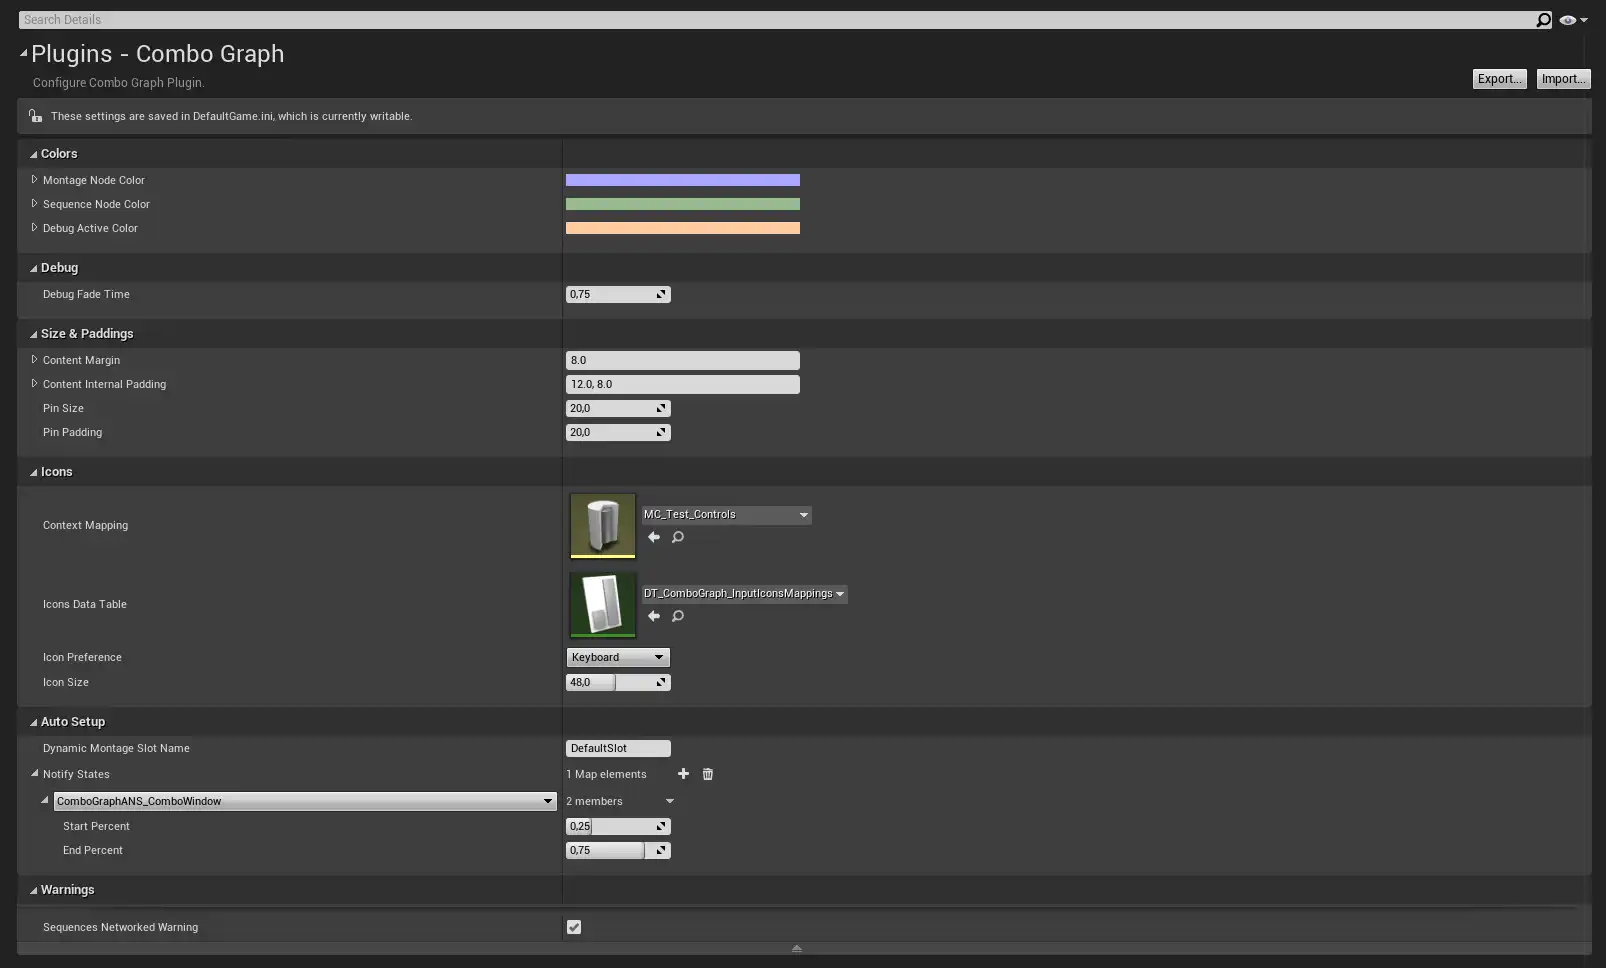 Search Details
Plugins - Combo Graph
Configure Combo Graph Plugin.
Export...
Import...
These settings are saved in DefaultGame.ini, which is currently writable.
Colors
Montage Node Color
Sequence Node Color
Debug Active Color
Debug
Debug Fade Time
0,75
Size & Paddings
Content Margin
8.0
Content Internal Padding
12.0, 8.0
Pin Size
20,0
Pin Padding
20,0
Icons
Context Mapping
MC_Test_Controls
Icons Data Table
DT_ComboGraph_InputIconsMappings
Icon Preference
Keyboard
Icon Size
48,0
Auto Setup
Dynamic Montage Slot Name
DefaultSlot
Notify States
1 Map elements
ComboGraphANS_ComboWindow
2 members
Start Percent
0,25
End Percent
0,75
Warnings
Sequences Networked Warning